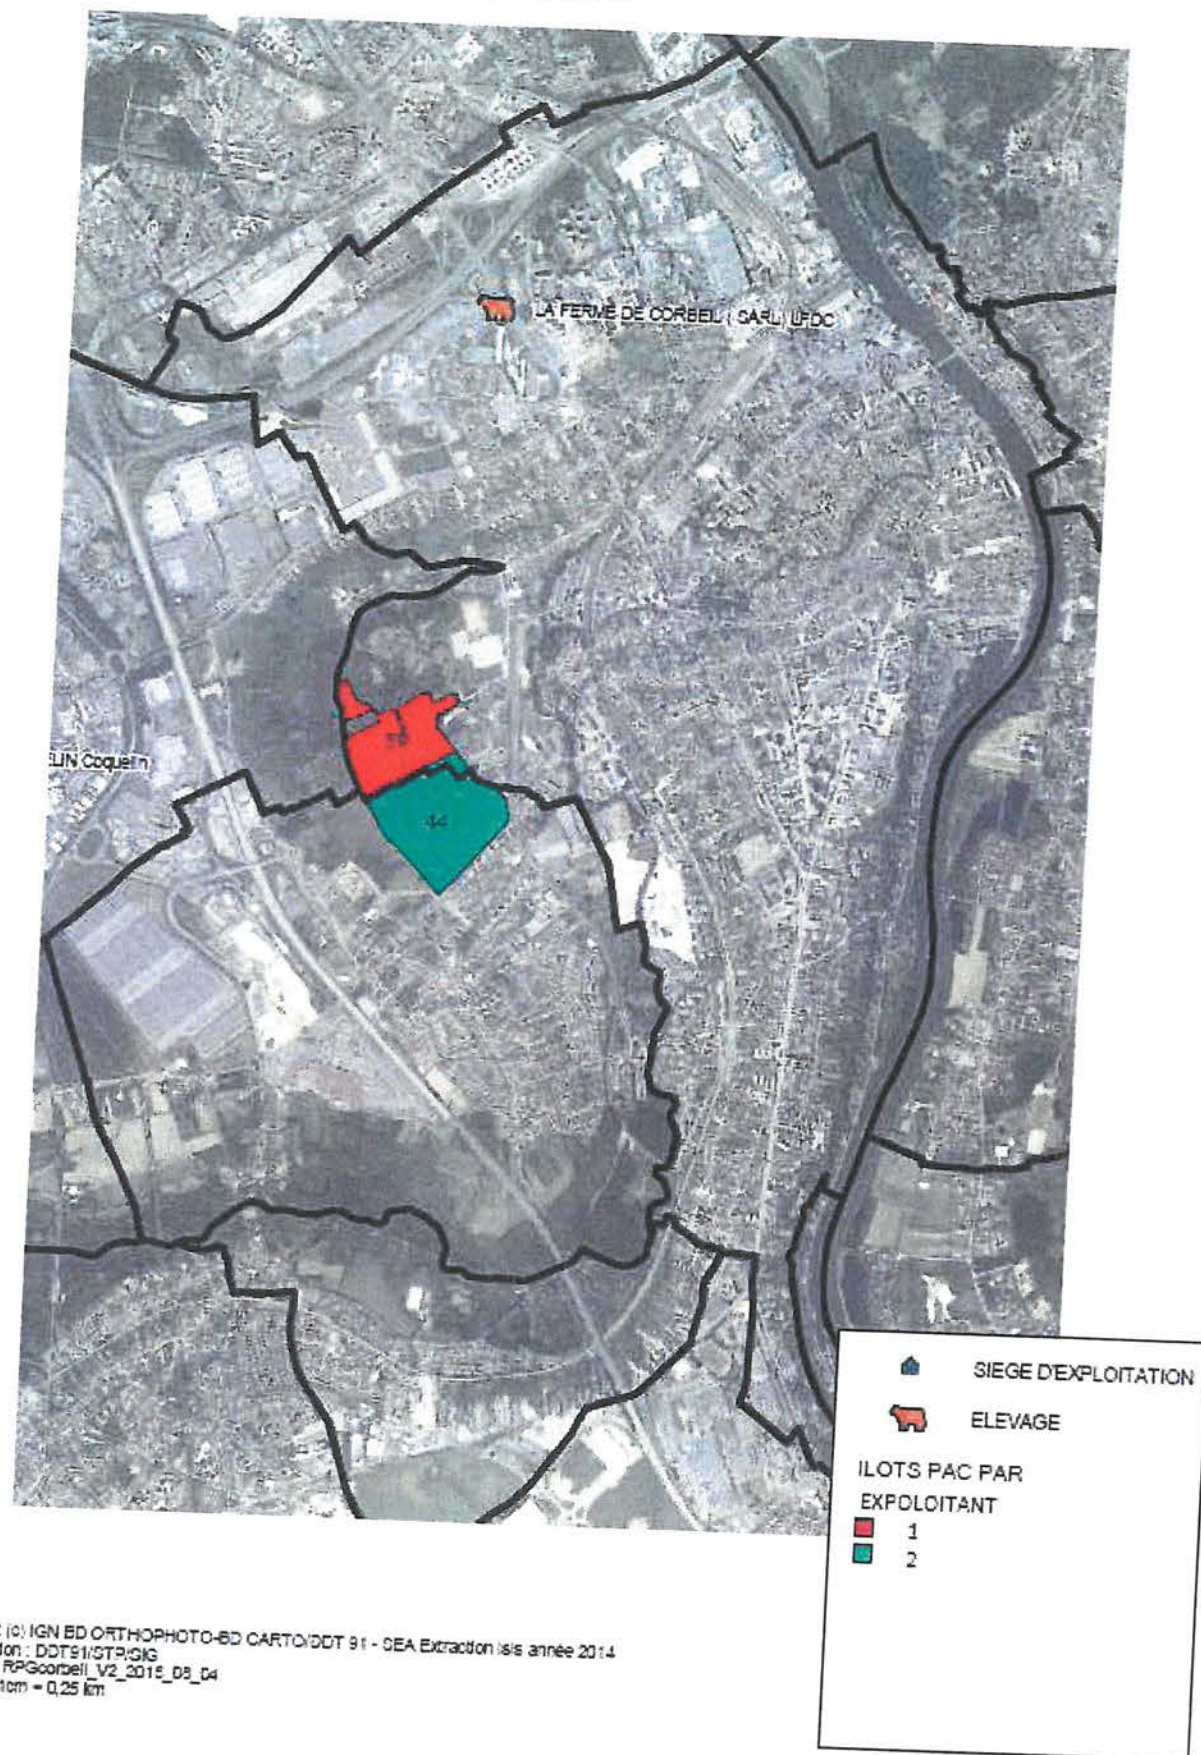 LA FERME DE CORBEIL ( SARL) LFDC
ELIN Coquelin
44
SIEGE D'EXPLOITATION
ELEVAGE
ILOTS PAC PAR
EXPOLOITANT
1
2
: (c) IGN BD ORTHOPHOTO-BD CARTO/DDT 91 - SEA Extraction isis année 2014
tion : DDT91/STP/SIG
RPGcorbeil_V2_2015_08_04
1cm = 0,25 km